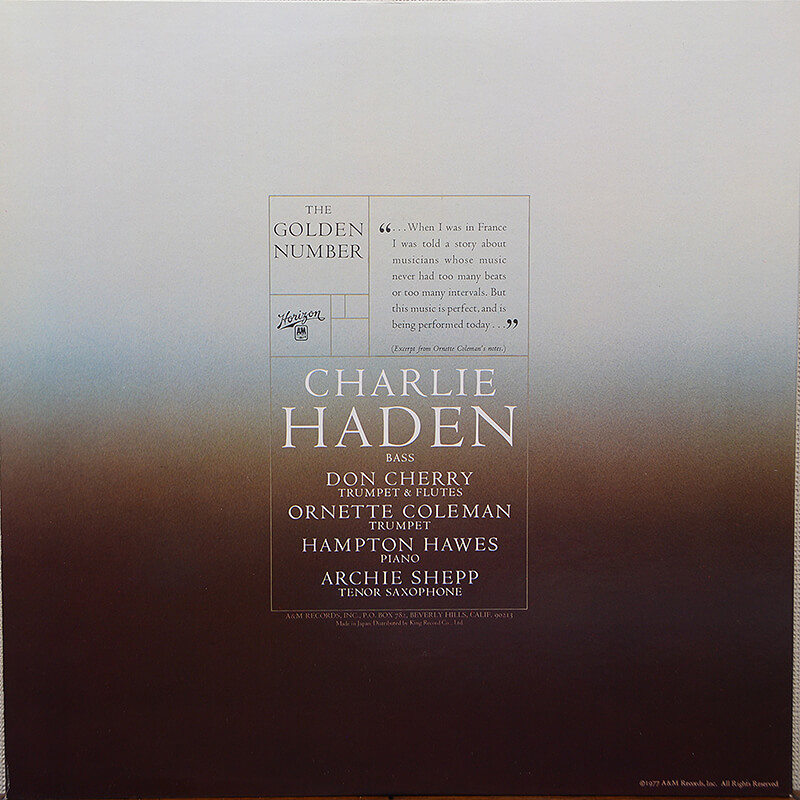 THE
GOLDEN
NUMBER
“...When I was in France
I was told a story about
musicians whose music
never had too many beats
or too many intervals. But
this music is perfect, and is
being performed today...”
(Excerpt from Ornette Coleman's notes.)
Horizon
A&M
CHARLIE
HADEN
BASS
DON CHERRY
TRUMPET & FLUTES
ORNETTE COLEMAN
TRUMPET
HAMPTON HAWES
PIANO
ARCHIE SHEPP
TENOR SAXOPHONE
A&M RECORDS, INC., P.O. BOX 782, BEVERLY HILLS, CALIF. 90213
Made in Japan Distributed by King Record Co., Ltd.
©1977 A&M Records, Inc. All Rights Reserved